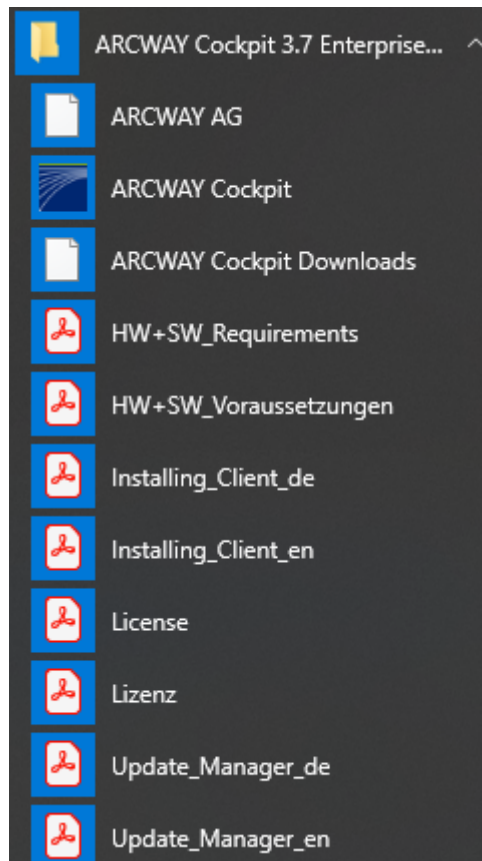 ARCWAY Cockpit 3.7 Enterprise...
ARCWAY AG
ARCWAY Cockpit
ARCWAY Cockpit Downloads
HW+SW_Requirements
HW+SW_Voraussetzungen
Installing_Client_de
Installing_Client_en
License
Lizenz
Update_Manager_de
Update_Manager_en